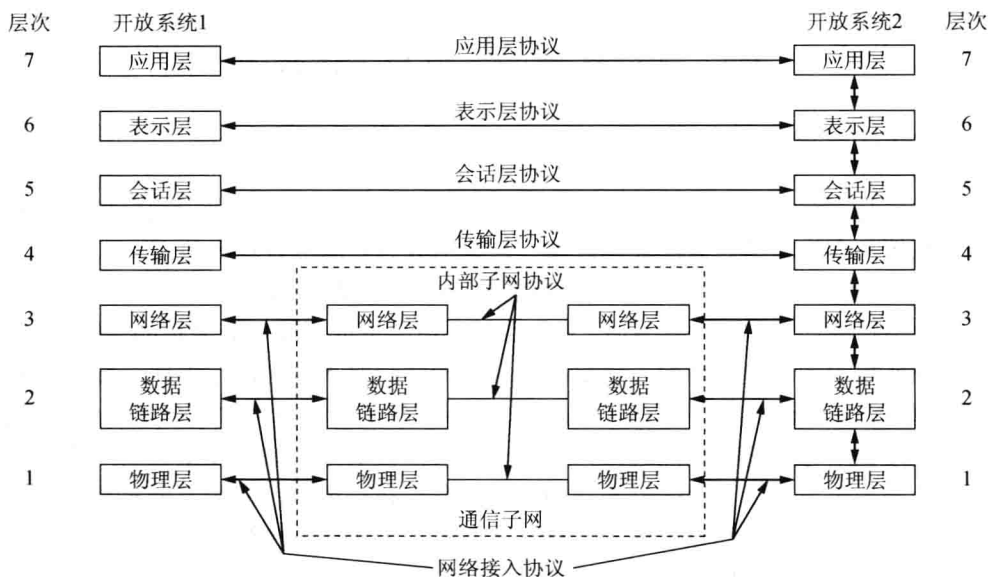 层次 开放系统1 开放系统2 层次
7 应用层 应用层协议 应用层 7
6 表示层 表示层协议 表示层 6
5 会话层 会话层协议 会话层 5
4 传输层 传输层协议 传输层 4
内部子网协议
3 网络层 网络层 网络层 网络层 3
数据 数据 数据 数据
2 链路层 链路层 链路层 链路层 2
1 物理层 物理层 物理层 物理层 1
通信子网
网络接入协议